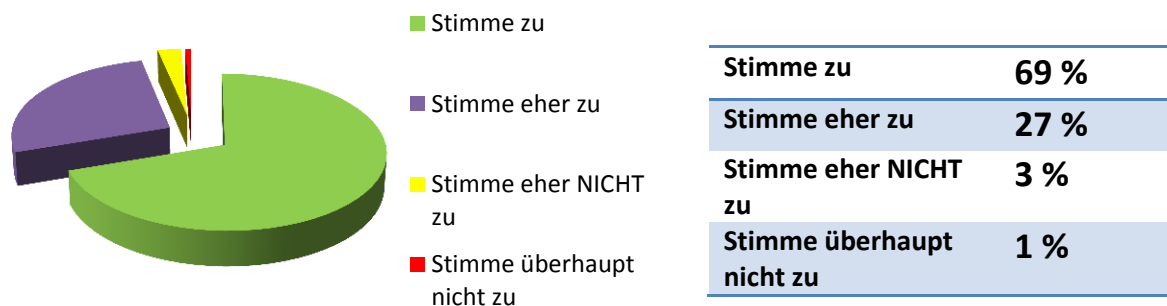 Stimme zu
Stimme eher zu
Stimme eher NICHT
zu
Stimme überhaupt
nicht zu
Stimme zu 69 %
Stimme eher zu 27 %
Stimme eher NICHT 3 %
zu
Stimme überhaupt 1 %
nicht zu